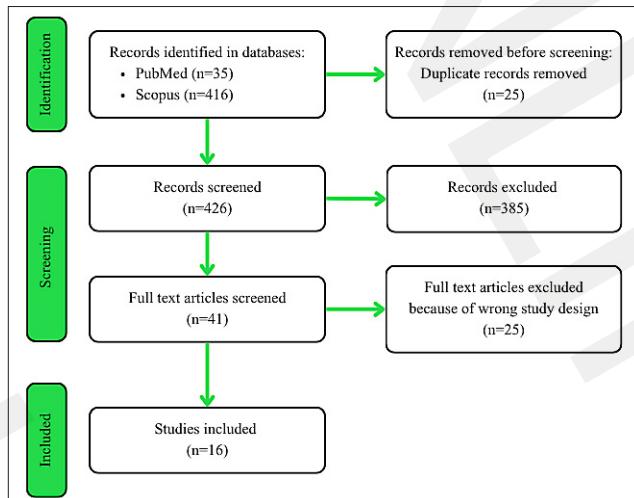 Identification
Records identified in databases:
• PubMed (n=35)
• Scopus (n=416)
Records removed before screening:
Duplicate records removed
(n=25)
Screening
Records screened
(n=426)
Records excluded
(n=385)
Full text articles screened
(n=41)
Full text articles excluded
because of wrong study design
(n=25)
Included
Studies included
(n=16)